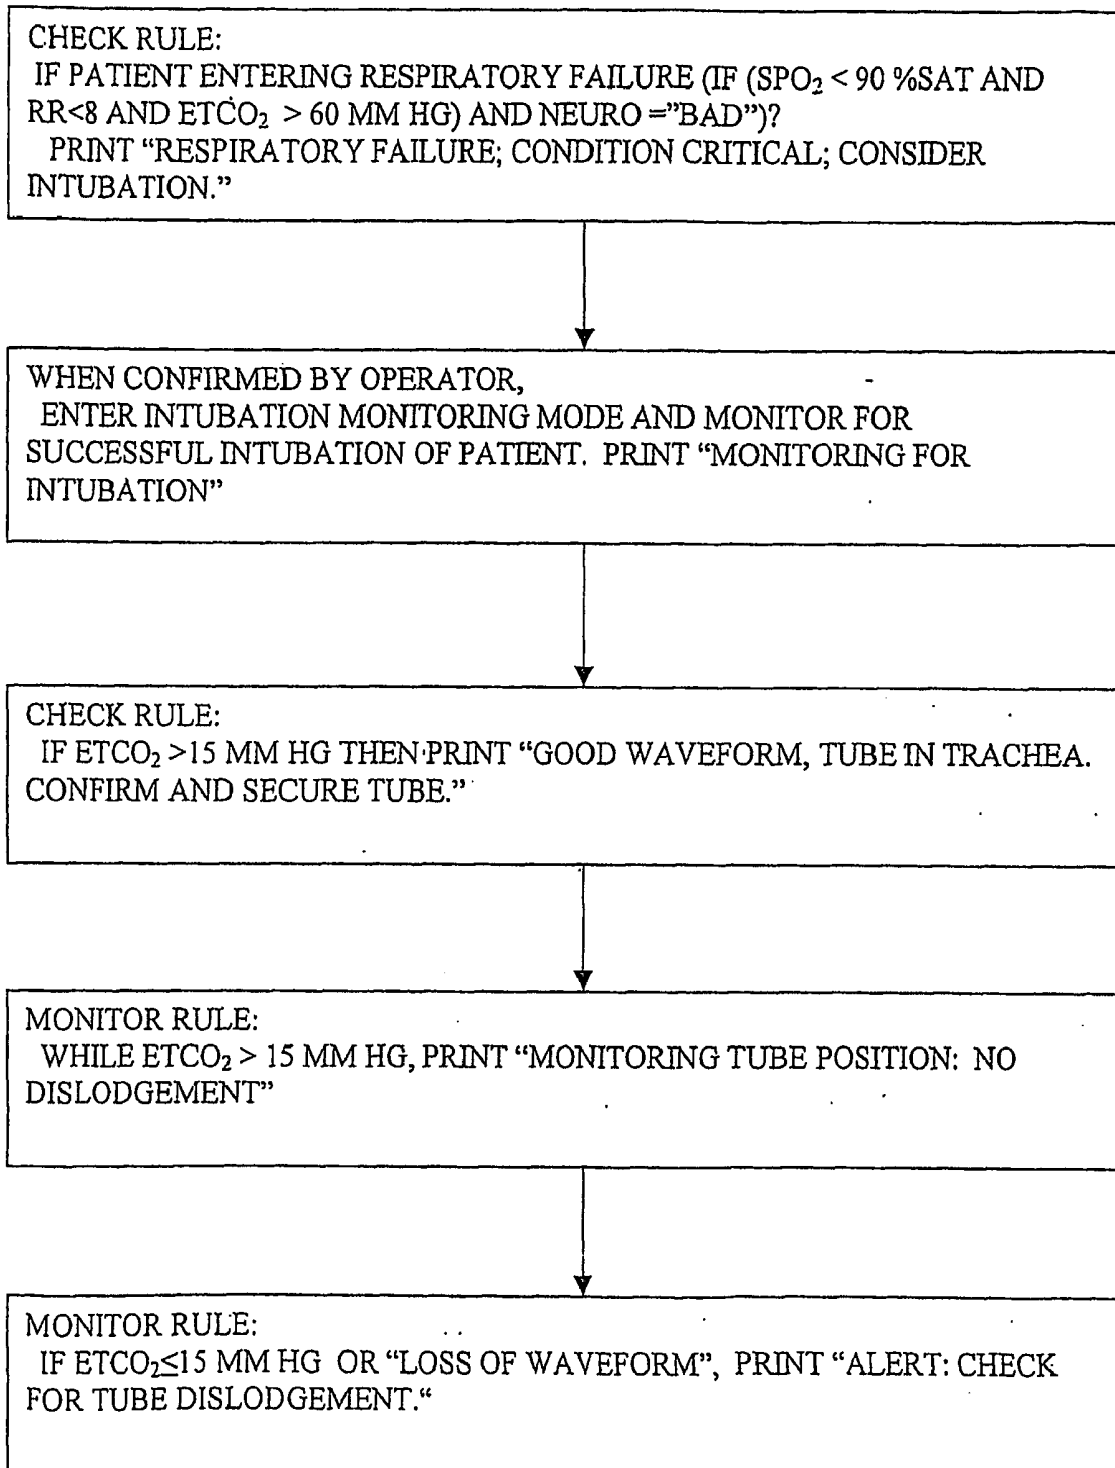 CHECK RULE:
IF PATIENT ENTERING RESPIRATORY FAILURE (IF (SPO₂ < 90 %SAT AND
RR<8 AND ETCO₂ > 60 MM HG) AND NEURO ="BAD")?
PRINT “RESPIRATORY FAILURE; CONDITION CRITICAL; CONSIDER
INTUBATION.”
WHEN CONFIRMED BY OPERATOR,
ENTER INTUBATION MONITORING MODE AND MONITOR FOR
SUCCESSFUL INTUBATION OF PATIENT. PRINT “MONITORING FOR
INTUBATION”
CHECK RULE:
IF ETCO₂ >15 MM HG THEN PRINT “GOOD WAVEFORM, TUBE IN TRACHEA.
CONFIRM AND SECURE TUBE.”
MONITOR RULE:
WHILE ETCO₂ > 15 MM HG, PRINT “MONITORING TUBE POSITION: NO
DISLODGEMENT”
MONITOR RULE:
IF ETCO₂≤15 MM HG OR “LOSS OF WAVEFORM”, PRINT “ALERT: CHECK
FOR TUBE DISLODGEMENT.“